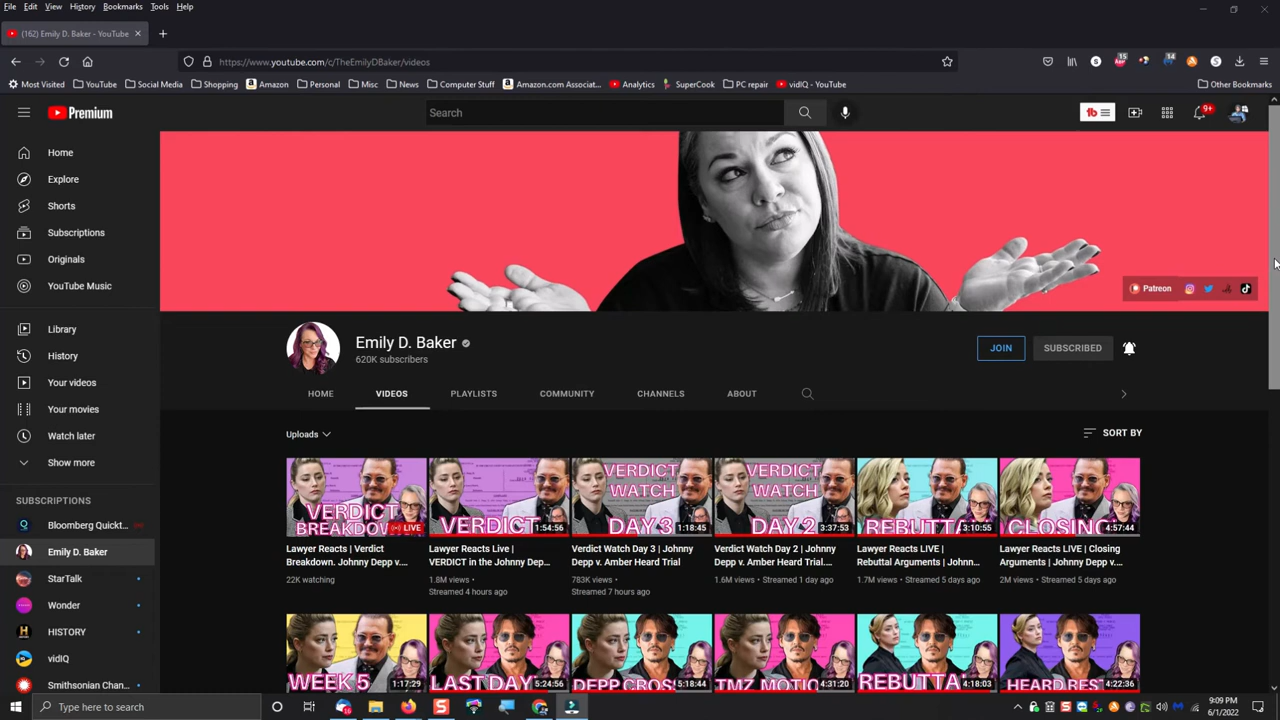 File Edit View History Bookmarks Tools Help
(162) Emily D. Baker - YouTube
https://www.youtube.com/c/TheEmilyDBaker/videos
Most Visited YouTube Social Media Shopping Amazon Personal Misc News Computer Stuff Amazon.com Associat... Analytics SuperCook PC repair vidIQ - YouTube Other Bookmarks
Premium
Search
9+
Home
Explore
Shorts
Subscriptions
Originals
YouTube Music
Library
History
Your videos
Your movies
Watch later
Show more
SUBSCRIPTIONS
Bloomberg Quickt...
Emily D. Baker
StarTalk
Wonder
HISTORY
vidIQ
Smithsonian Chan...
Patreon
Emily D. Baker
620K subscribers
JOIN SUBSCRIBED
HOME VIDEOS PLAYLISTS COMMUNITY CHANNELS ABOUT
Uploads SORT BY
VERDICT BREAKDOWN LIVE
Lawyer Reacts | Verdict
Breakdown. Johnny Depp v....
22K watching
VERDICT 1:54:56
Lawyer Reacts Live |
VERDICT in the Johnny Dep...
1.8M views •
Streamed 4 hours ago
VERDICT WATCH DAY 3 1:18:45
Verdict Watch Day 3 | Johnny
Depp v. Amber Heard Trial
783K views •
Streamed 7 hours ago
VERDICT WATCH DAY 2 3:37:53
Verdict Watch Day 2 | Johnny
Depp v. Amber Heard Trial....
1.6M views • Streamed 1 day ago
REBUTTA 3:10:55
Lawyer Reacts LIVE |
Rebuttal Arguments | Johnn...
1.7M views • Streamed 5 days ago
CLOSING 4:57:44
Lawyer Reacts LIVE | Closing
Arguments | Johnny Depp v....
2M views • Streamed 5 days ago
WEEK 5 1:17:29
LAST DAY 5:24:56
DEPP CROS 5:18:44
TMZ MOTIO 4:31:20
REBUTTA 4:18:03
HEARD RES 4:22:36
Type here to search
9:09 PM
6/1/2022